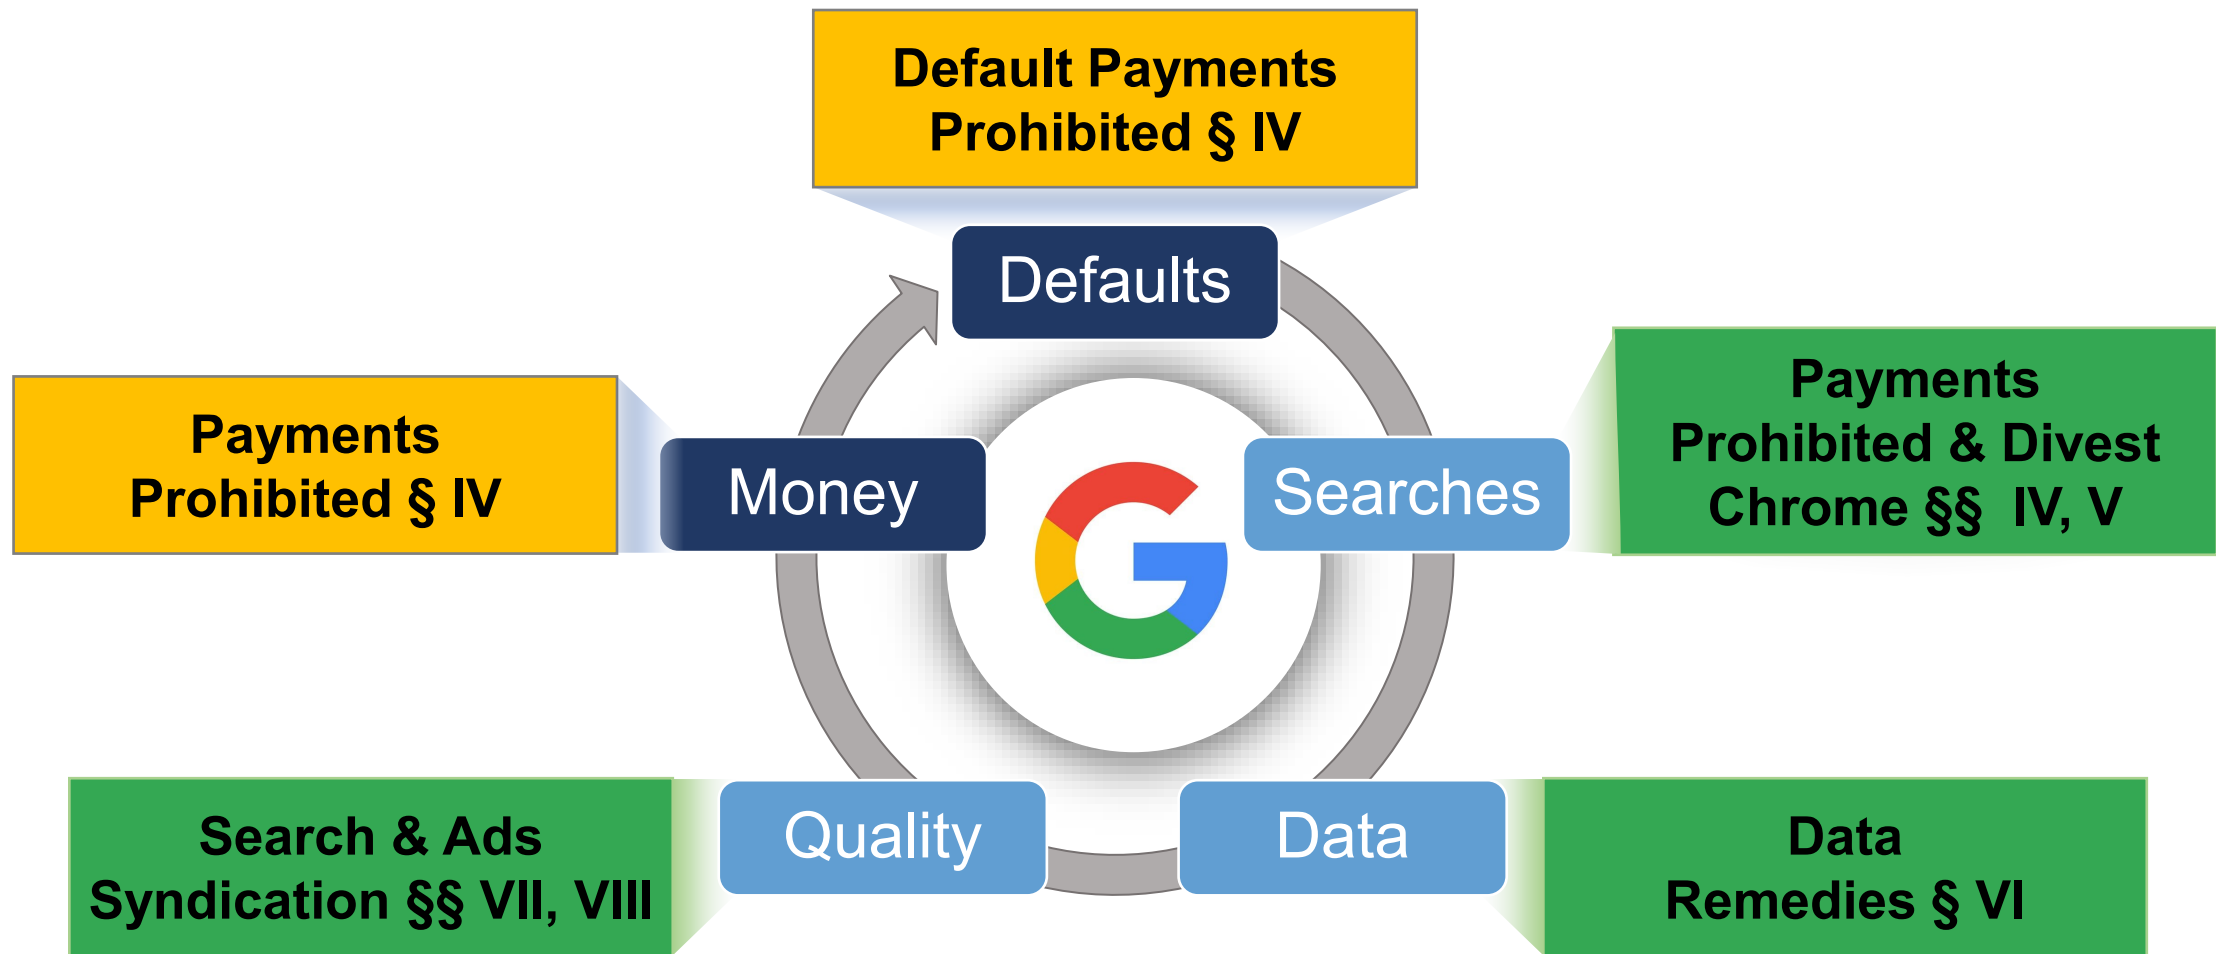 Default Payments
Prohibited § IV
Defaults
Payments
Prohibited & Divest
Chrome §§ IV, V
Searches
Payments
Prohibited § IV
Money
Search & Ads
Syndication §§ VII, VIII
Quality
Data
Data
Remedies § VI